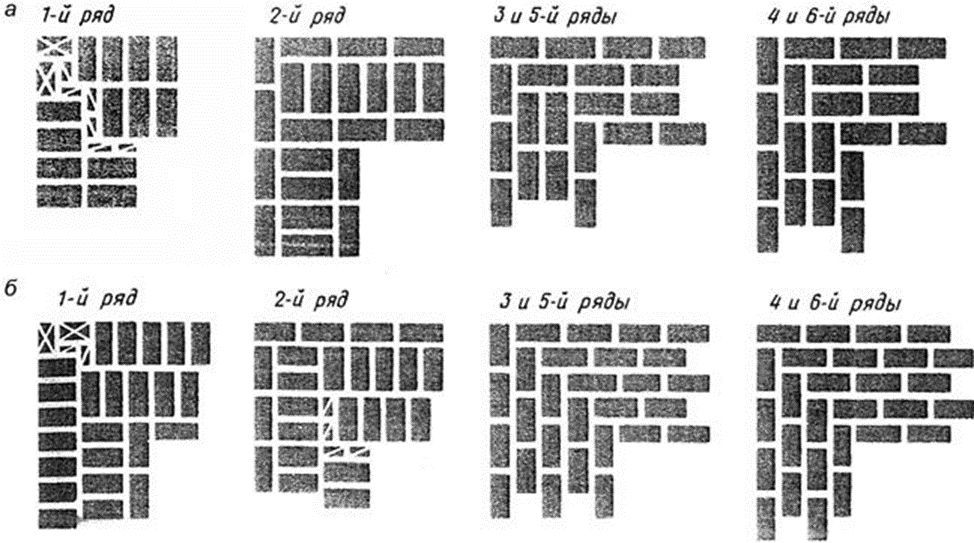 а 1-й ряд 2-й ряд 3 и 5-й ряды 4 и 6-й ряды
б 1-й ряд 2-й ряд 3 и 5-й ряды 4 и 6-й ряды